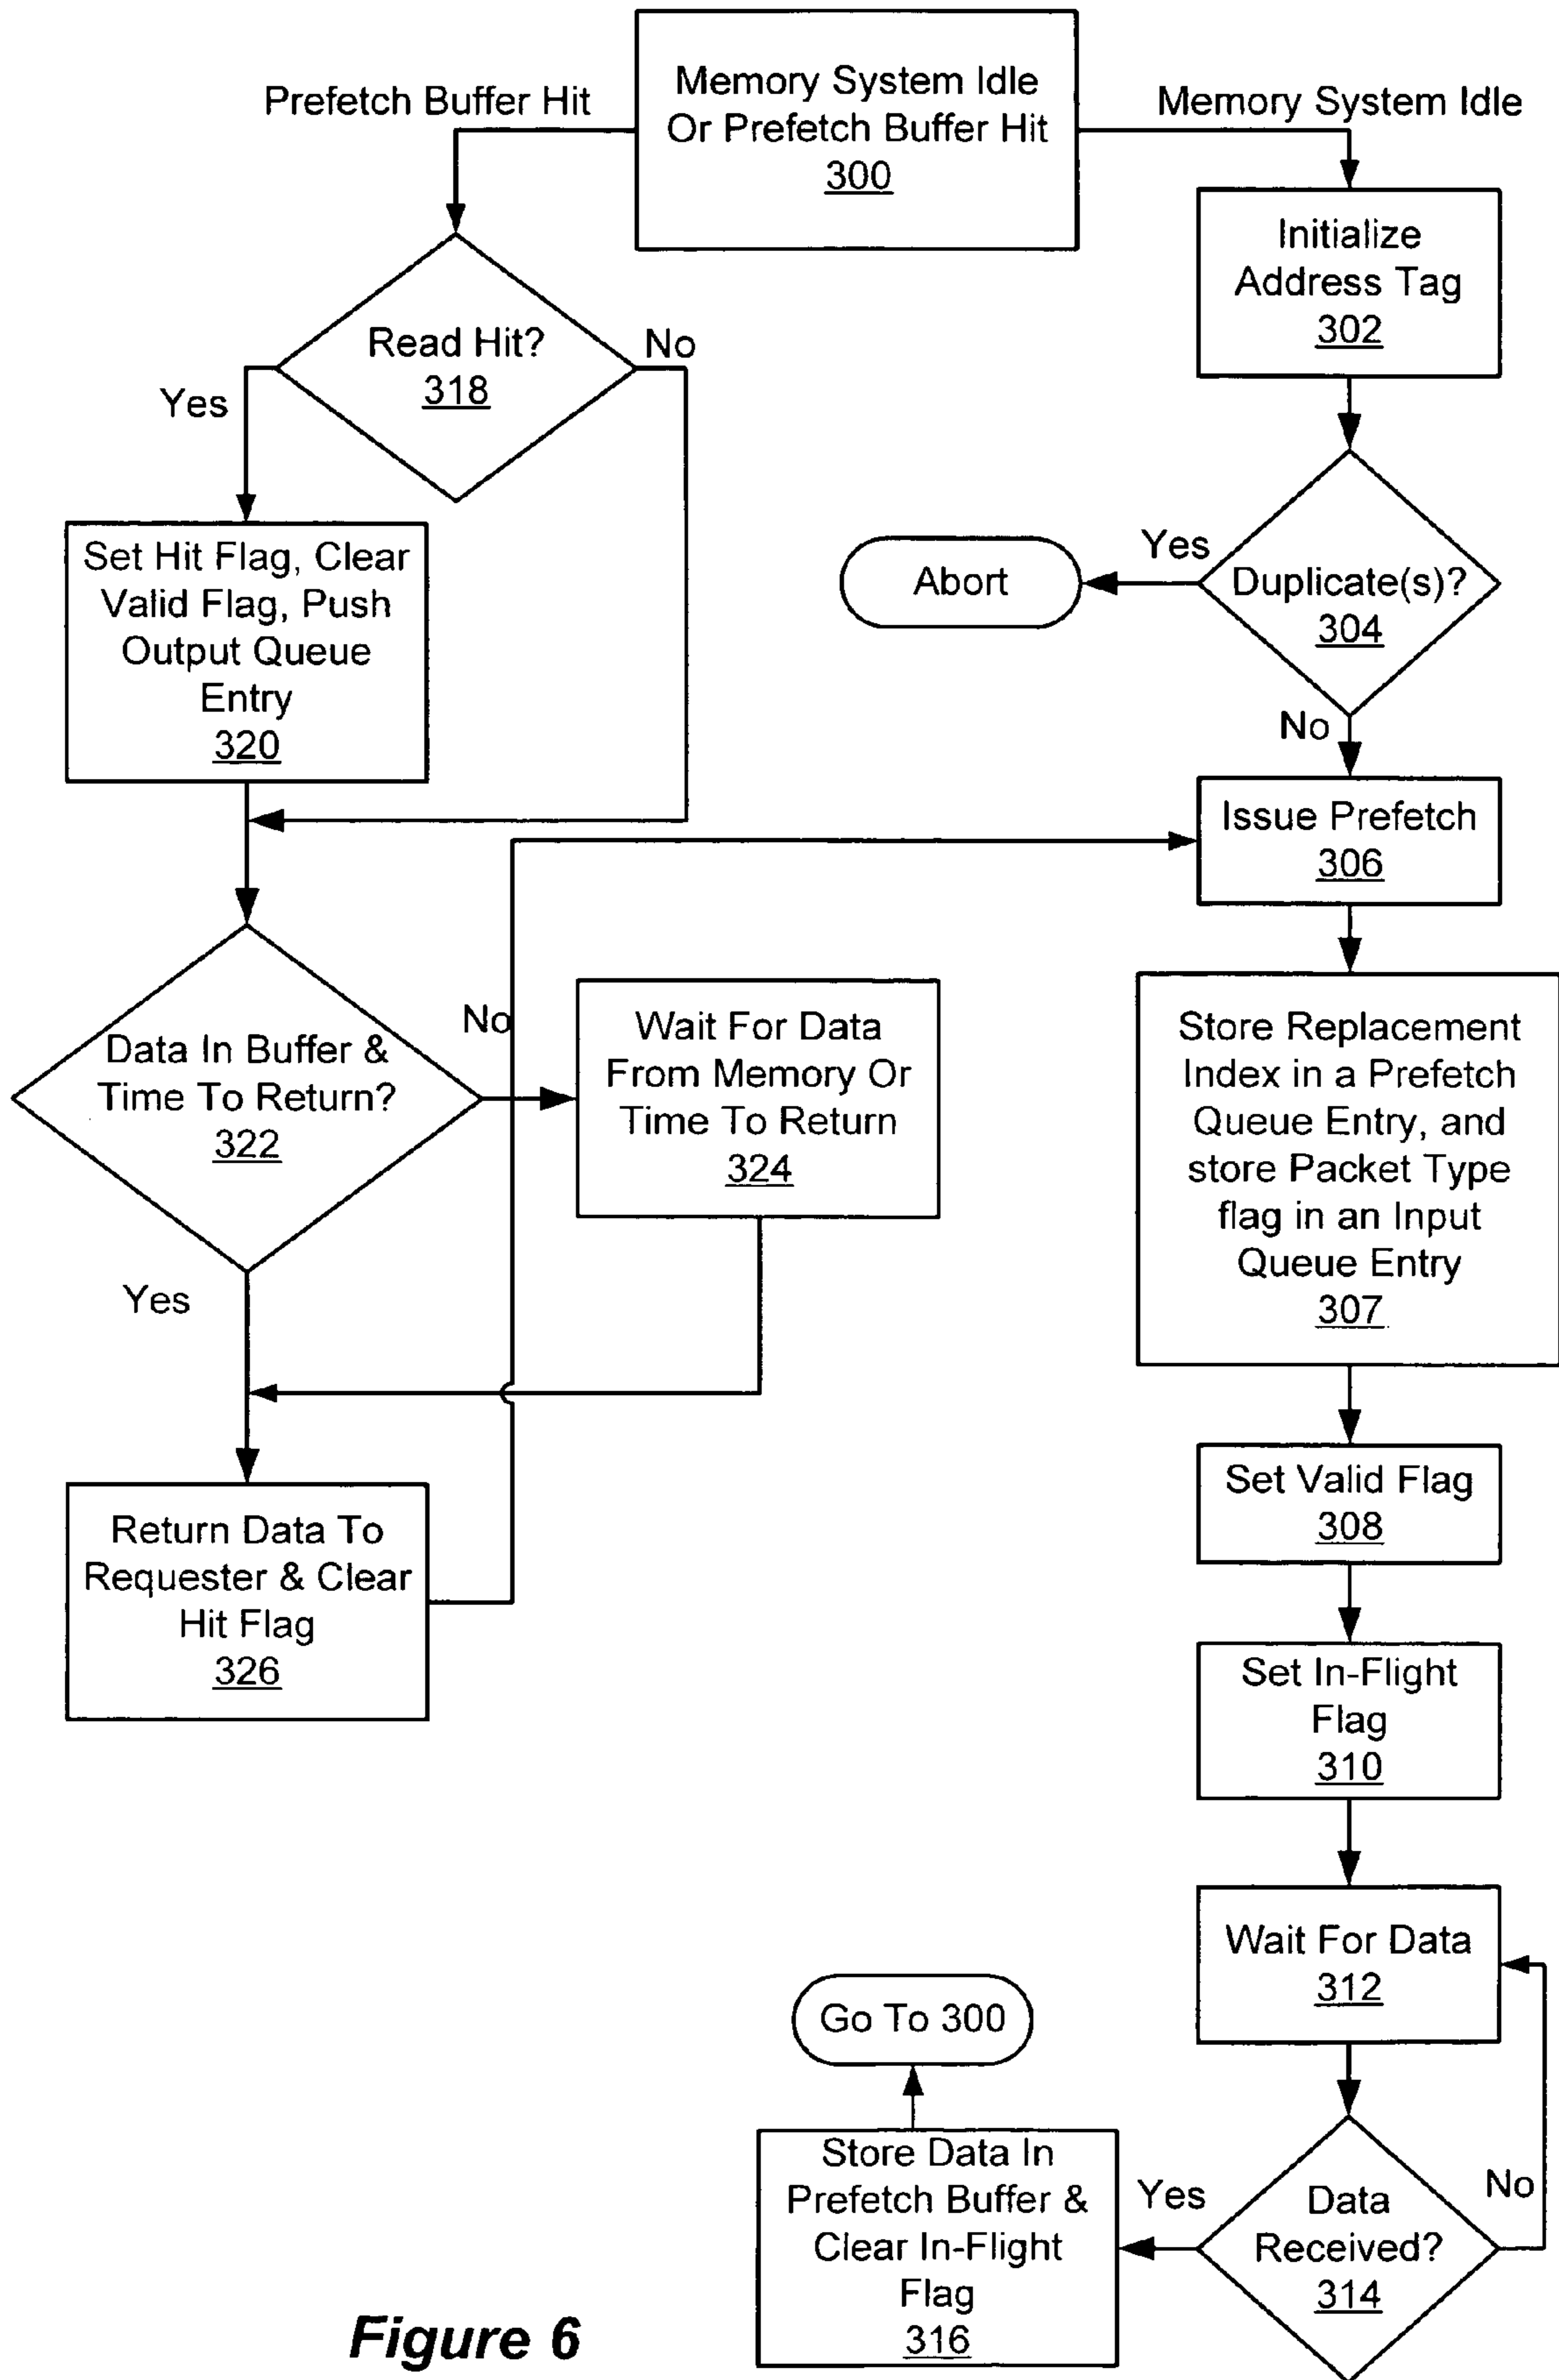 Prefetch Buffer Hit
Memory System Idle
Or Prefetch Buffer Hit
300
Memory System Idle
Initialize
Address Tag
302
Read Hit?
318
No
Yes
Set Hit Flag, Clear
Valid Flag, Push
Output Queue
Entry
320
Abort
Yes
Duplicate(s)?
304
No
Issue Prefetch
306
Data In Buffer &
Time To Return?
322
No
Wait For Data
From Memory Or
Time To Return
324
Yes
Store Replacement
Index in a Prefetch
Queue Entry, and
store Packet Type
flag in an Input
Queue Entry
307
Return Data To
Requester & Clear
Hit Flag
326
Set Valid Flag
308
Set In-Flight
Flag
310
Wait For Data
312
Go To 300
Store Data In
Prefetch Buffer &
Clear In-Flight
Flag
316
Yes
Data
Received?
314
No
Figure 6